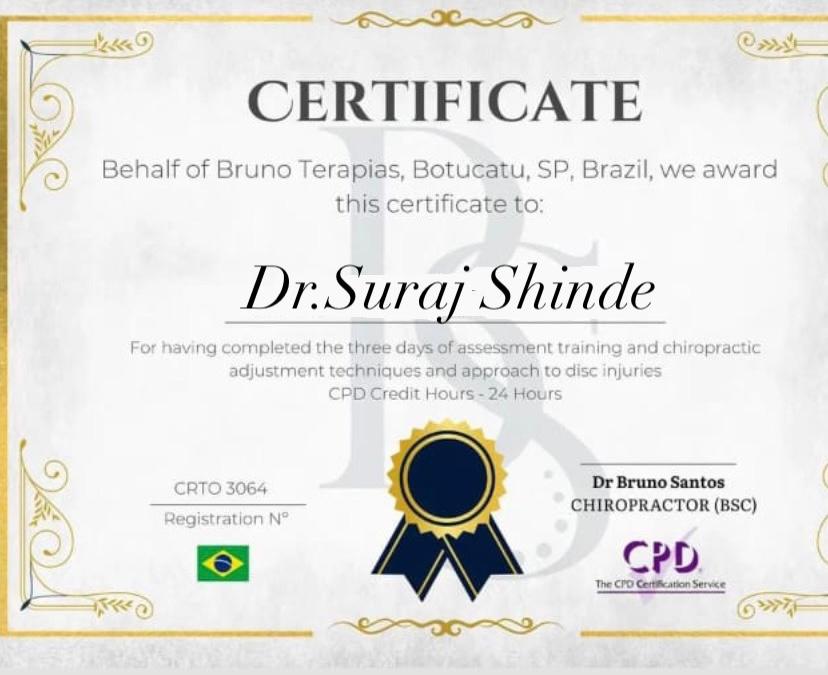 CERTIFICATE
Behalf of Bruno Terapias, Botucatu, SP, Brazil, we award
this certificate to:
Dr.Suraj Shinde
For having completed the three days of assessment training and chiropractic
adjustment techniques and approach to disc injuries
CPD Credit Hours - 24 Hours
CRTO 3064
Registration Nº
Dr Bruno Santos
CHIROPRACTOR (BSC)
CPD
The CPD Certification Service